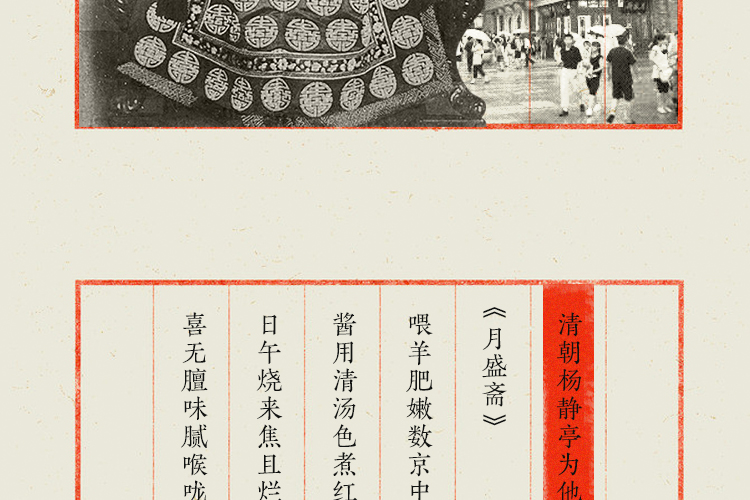 清朝杨静亭为他
《月盛斋》
喂羊肥嫩数京中
酱用清汤色煮红
日午烧来焦且烂
喜无膻味腻喉咙